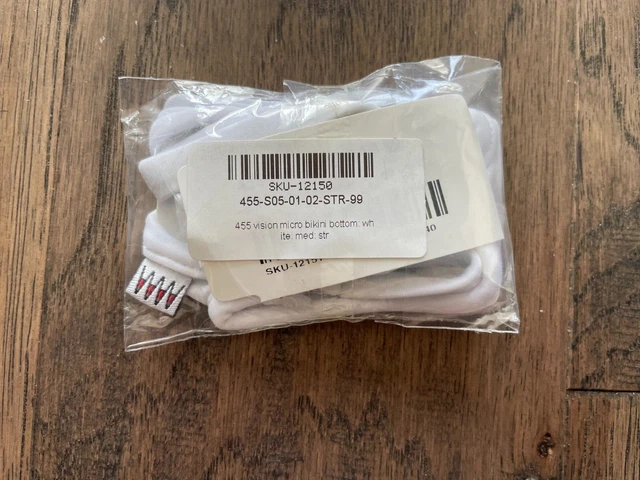 SKU-12150
455-S05-01-02-STR-99
455 vision micro bikini bottom: wh
ite: med: str
40
SKU-1215